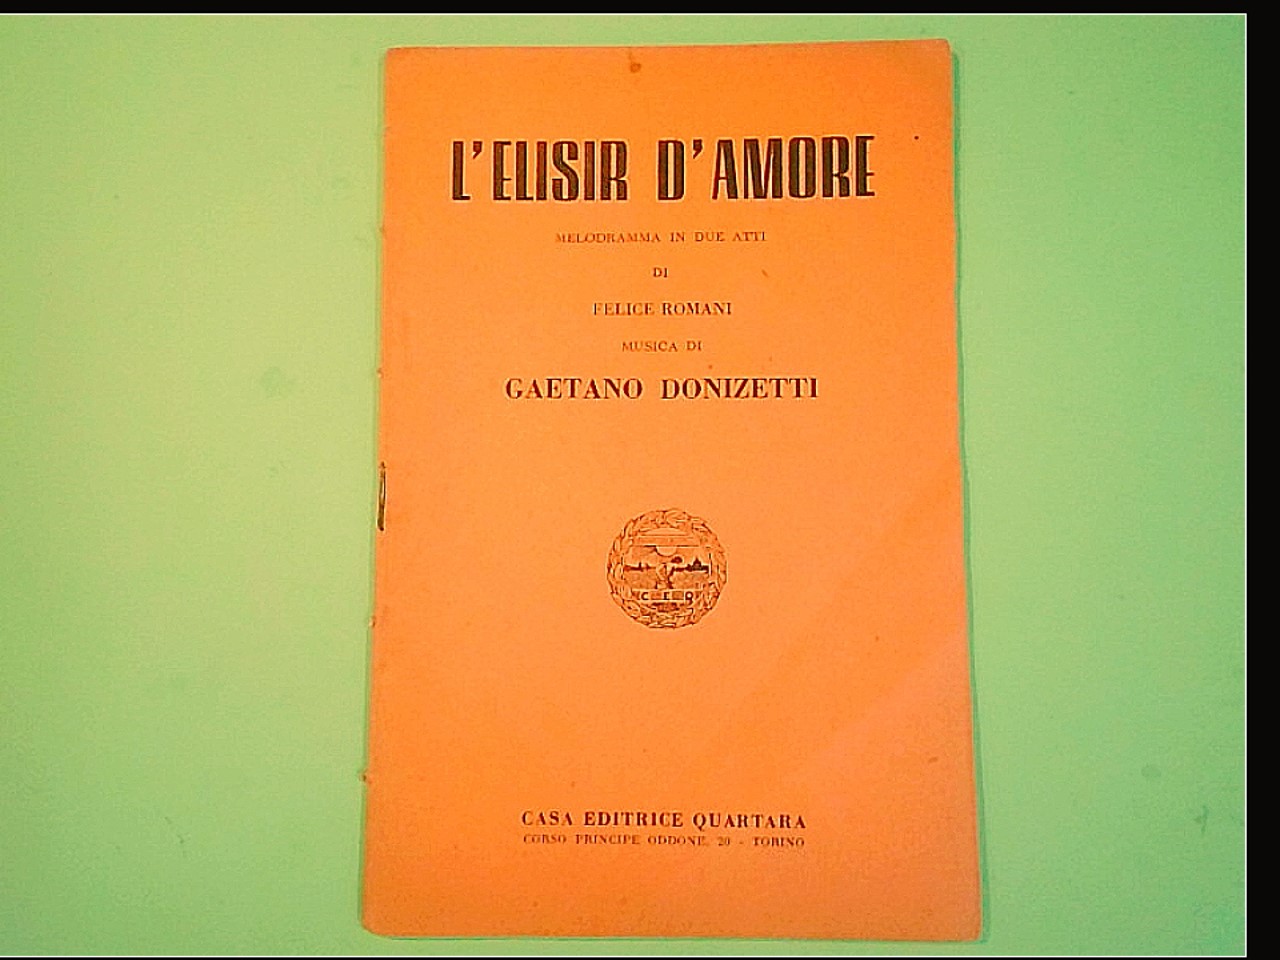 L'ELISIR D'AMORE
MELODRAMMA IN DUE ATTI
DI
FELICE ROMANI
MUSICA DI
GAETANO DONIZETTI
C E Q
CASA EDITRICE QUARTARA
CORSO PRINCIPE ODDONE, 20 - TORINO